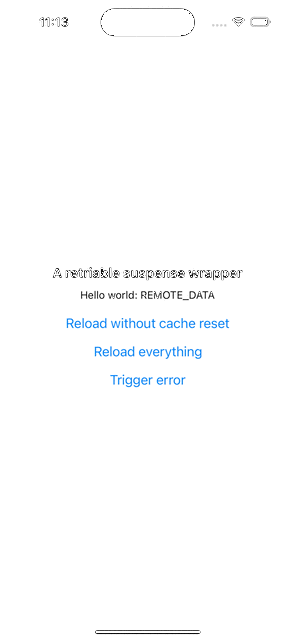 11:13
A retriable suspense wrapper
Hello world: REMOTE_DATA
Reload without cache reset
Reload everything
Trigger error